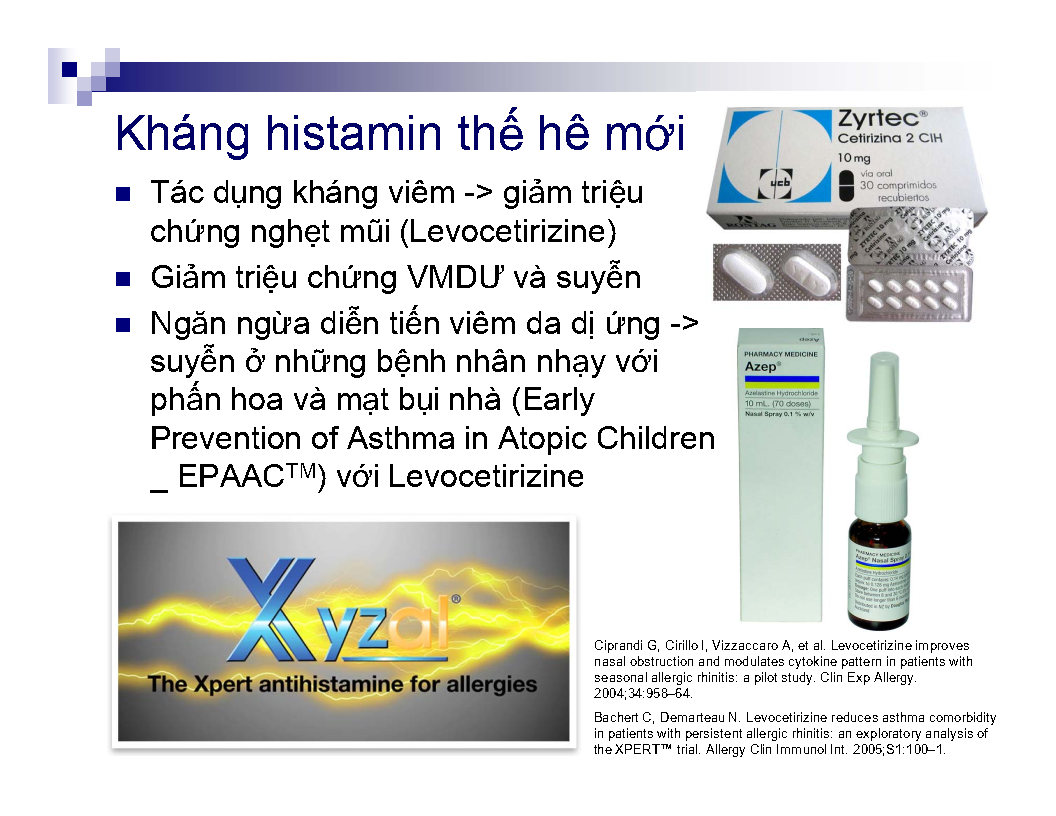 Kháng histamin thế hê mới
Tác dụng kháng viêm -> giảm triệu
chứng nghẹt mũi (Levocetirizine)
Giảm triệu chứng VMDƯ và suyễn
Ngăn ngừa diễn tiến viêm da dị ứng ->
suyễn ở những bệnh nhân nhạy với
phấn hoa và mạt bụi nhà (Early
Prevention of Asthma in Atopic Children
_ EPAAC™) với Levocetirizine
Zyrtec®
Cetirizina 2 ClH
10 mg
ucb
via oral
30 comprimidos
recubiertos
Azep
PHARMACY MEDICINE
Azep®
Azelastine Hydrochloride
10 mL. (70 doses)
Nasal Spray 0.1 % w/v
PHARMACY MEDICINE
Azep® Nasal Spray
Azelastine Hydrochloride
Xyzal®
The Xpert antihistamine for allergies
Ciprandi G, Cirillo I, Vizzaccaro A, et al. Levocetirizine improves
nasal obstruction and modulates cytokine pattern in patients with
seasonal allergic rhinitis: a pilot study. Clin Exp Allergy.
2004;34:958–64.
Bachert C, Demarteau N. Levocetirizine reduces asthma comorbidity
in patients with persistent allergic rhinitis: an exploratory analysis of
the XPERT™ trial. Allergy Clin Immunol Int. 2005;S1:100–1.